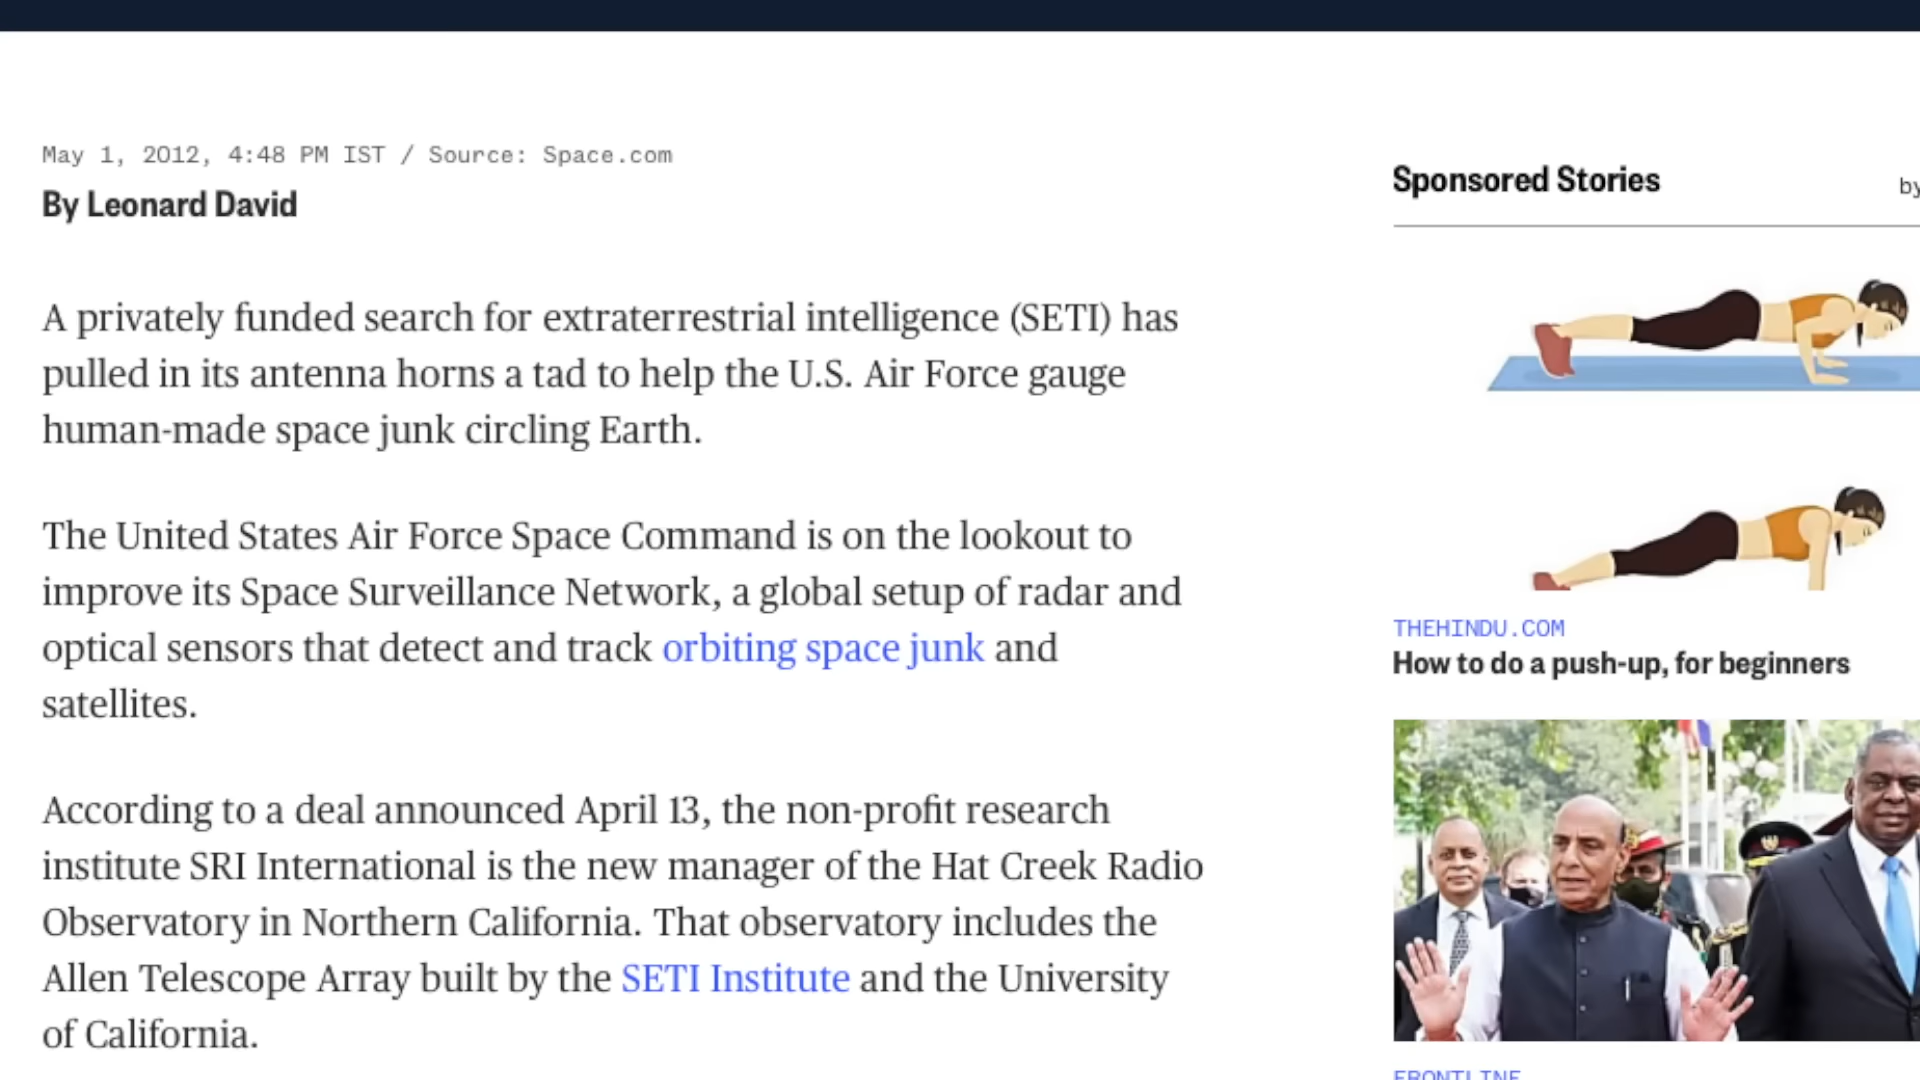 May 1, 2012, 4:48 PM IST / Source: Space.com
By Leonard David
A privately funded search for extraterrestrial intelligence (SETI) has
pulled in its antenna horns a tad to help the U.S. Air Force gauge
human-made space junk circling Earth.
The United States Air Force Space Command is on the lookout to
improve its Space Surveillance Network, a global setup of radar and
optical sensors that detect and track orbiting space junk and
satellites.
According to a deal announced April 13, the non-profit research
institute SRI International is the new manager of the Hat Creek Radio
Observatory in Northern California. That observatory includes the
Allen Telescope Array built by the SETI Institute and the University
of California.
Sponsored Stories
by
THEHINDU.COM
How to do a push-up, for beginners
FRONTLINE